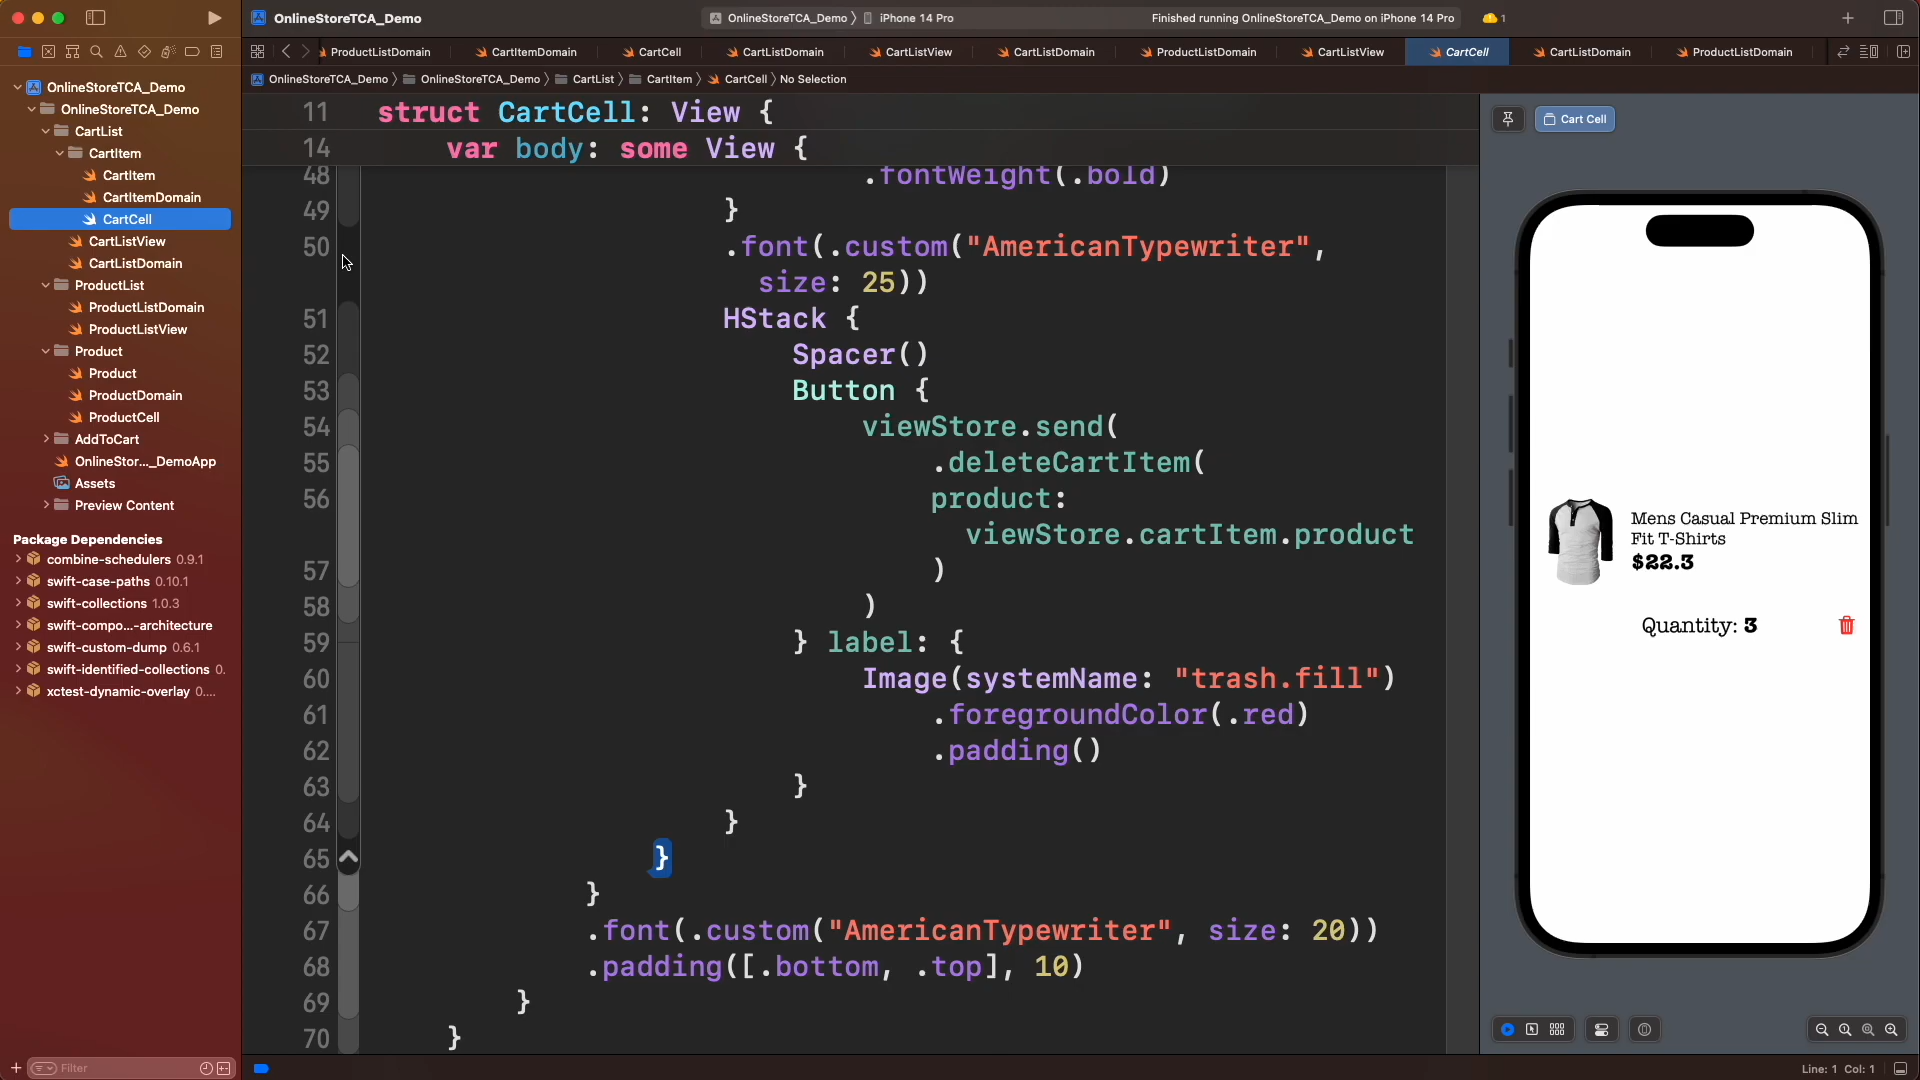 OnlineStoreTCA_Demo
OnlineStoreTCA_Demo
iPhone 14 Pro
Finished running OnlineStoreTCA_Demo on iPhone 14 Pro
1
ProductListDomain
CartItemDomain
CartCell
CartListDomain
CartListView
CartListDomain
ProductListDomain
CartListView
CartCell
CartListDomain
ProductListDomain
OnlineStoreTCA_Demo
OnlineStoreTCA_Demo
CartList
CartItem
CartCell
No Selection
OnlineStoreTCA_Demo
OnlineStoreTCA_Demo
CartList
CartItem
CartItem
CartItemDomain
CartCell
CartListView
CartListDomain
ProductList
ProductListDomain
ProductListView
Product
Product
ProductDomain
ProductCell
AddToCart
OnlineStor..._DemoApp
Assets
Preview Content
Package Dependencies
combine-schedulers 0.9.1
swift-case-paths 0.10.1
swift-collections 1.0.3
swift-compo...-architecture
swift-custom-dump 0.6.1
swift-identified-collections 0.
xctest-dynamic-overlay 0....
Filter
11 struct CartCell: View {
14 var body: some View {
48 .fontWeight(.bold)
49 }
50 .font(.custom("AmericanTypewriter",
size: 25))
51 HStack {
52 Spacer()
53 Button {
54 viewStore.send(
55 .deleteCartItem(
56 product:
viewStore.cartItem.product
57 )
58 )
59 } label: {
60 Image(systemName: "trash.fill")
61 .foregroundColor(.red)
62 .padding()
63 }
64 }
65 }
66 }
67 .font(.custom("AmericanTypewriter", size: 20))
68 .padding([.bottom, .top], 10)
69 }
70 }
Cart Cell
Mens Casual Premium Slim
Fit T-Shirts
$22.3
Quantity: 3
Line: 1 Col: 1